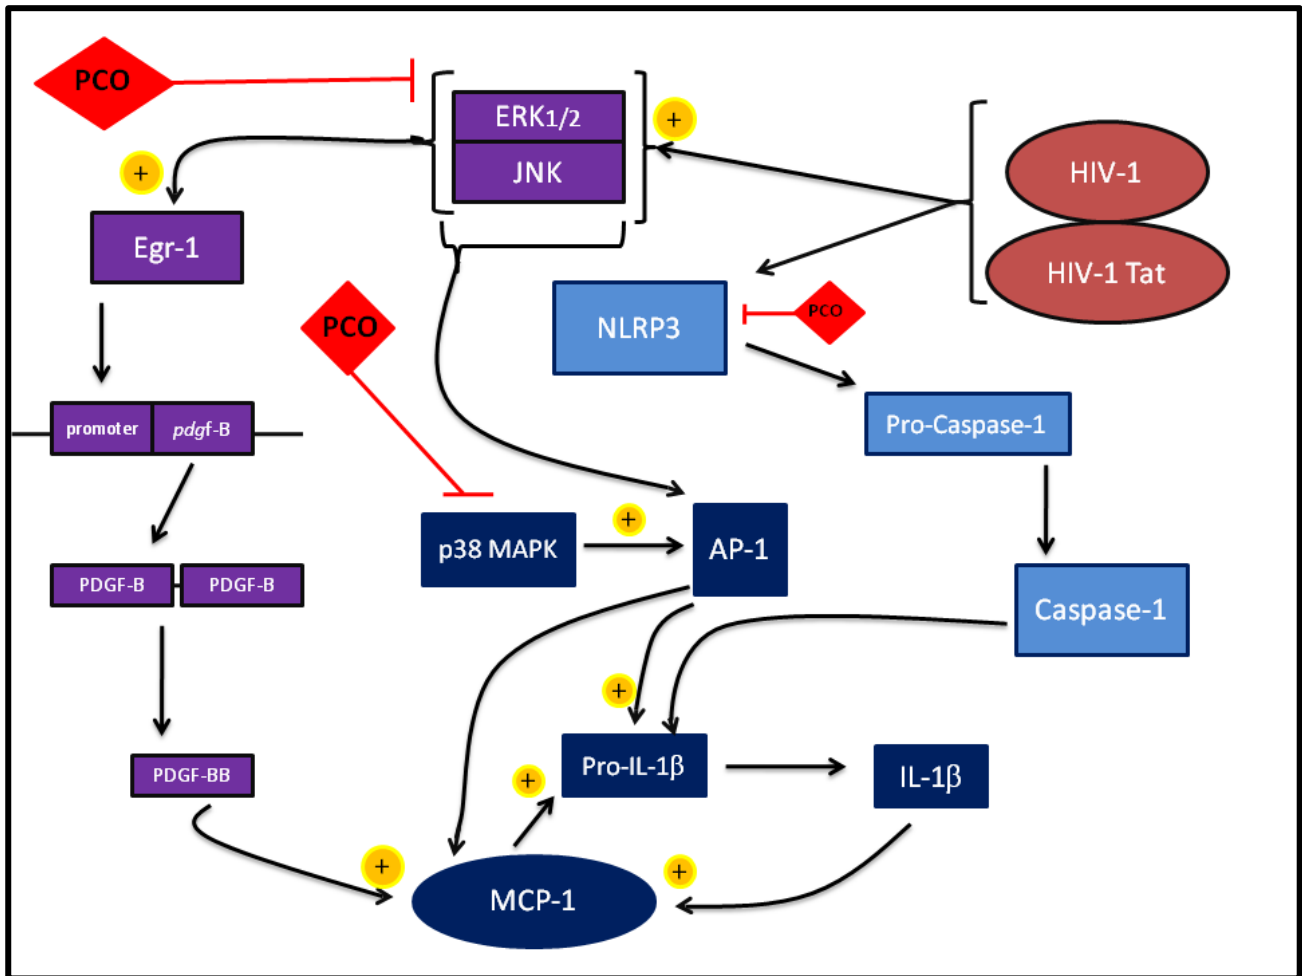 PCO
ERK1/2
+
JNK
HIV-1
+
Egr-1
HIV-1 Tat
PCO
NLRP3
PCO
promoter
pdgf-B
Pro-Caspase-1
+
p38 MAPK
AP-1
PDGF-B
PDGF-B
Caspase-1
+
Pro-IL-1β
+
IL-1β
PDGF-BB
+
+
MCP-1